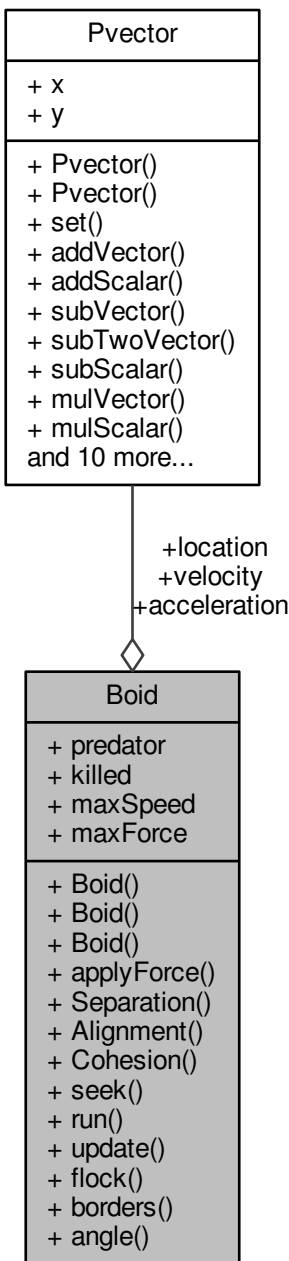 Pvector
+ x
+ y
+ Pvector()
+ Pvector()
+ set()
+ addVector()
+ addScalar()
+ subVector()
+ subTwoVector()
+ subScalar()
+ mulVector()
+ mulScalar()
and 10 more...
+location
+velocity
+acceleration
Boid
+ predator
+ killed
+ maxSpeed
+ maxForce
+ Boid()
+ Boid()
+ Boid()
+ applyForce()
+ Separation()
+ Alignment()
+ Cohesion()
+ seek()
+ run()
+ update()
+ flock()
+ borders()
+ angle()